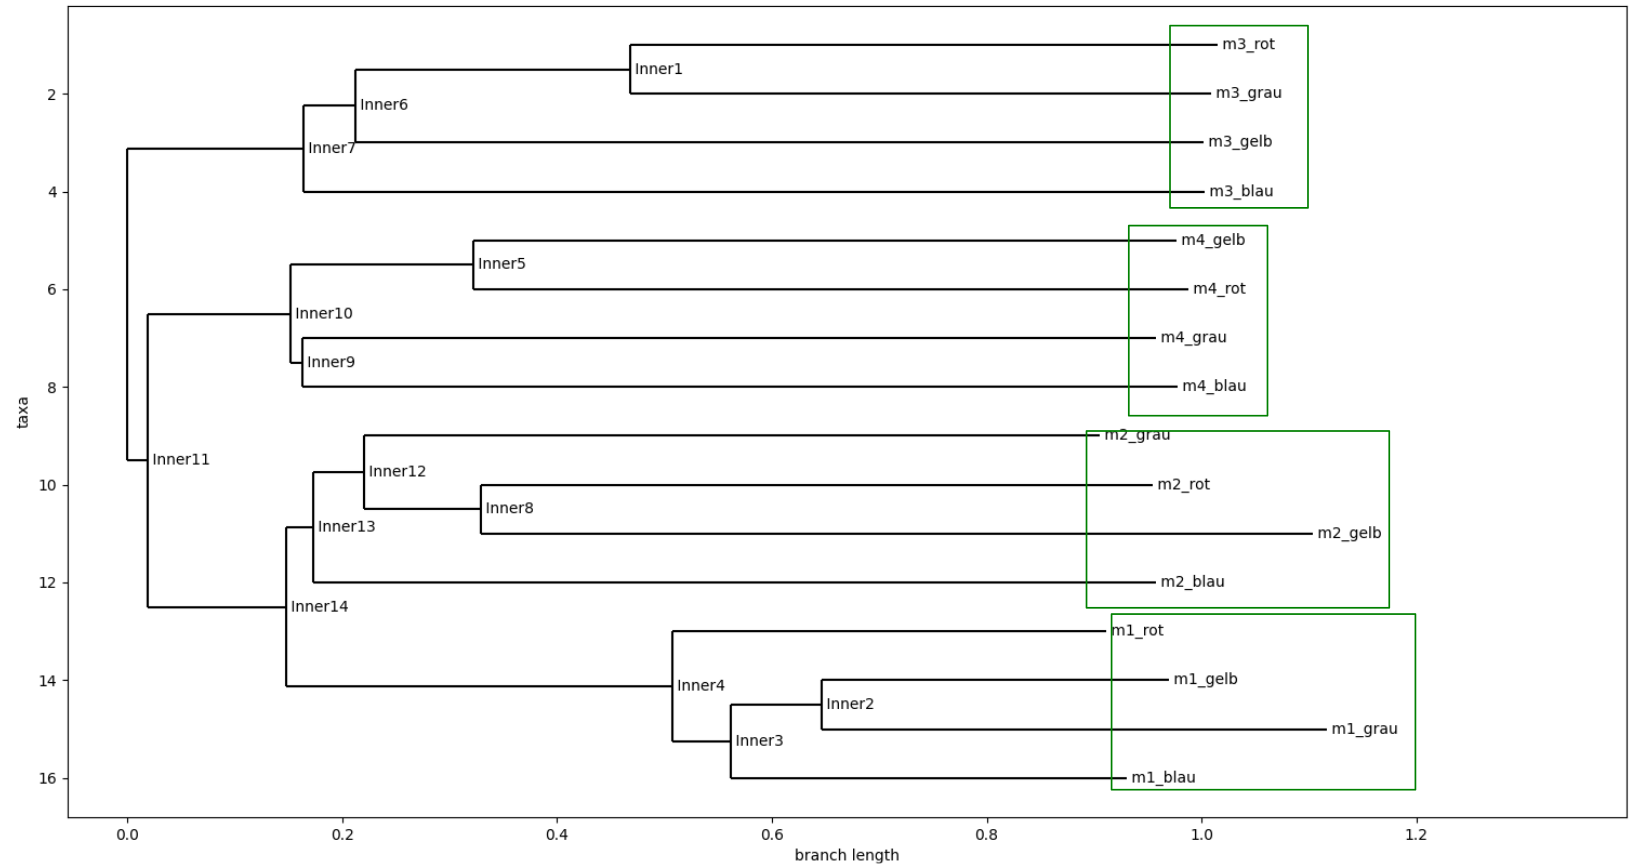 m3_rot
Inner1
m3_grau
2
Inner6
m3_gelb
Inner7
4
m3_blau
m4_gelb
Inner5
6
m4_rot
Inner10
m4_grau
Inner9
8
m4_blau
taxa
m2_grau
Inner11
Inner12
10
m2_rot
Inner8
Inner13
m2_gelb
12
m2_blau
Inner14
m1_rot
14
m1_gelb
Inner4
Inner2
m1_grau
Inner3
16
m1_blau
0.0 0.2 0.4 0.6 0.8 1.0 1.2
branch length